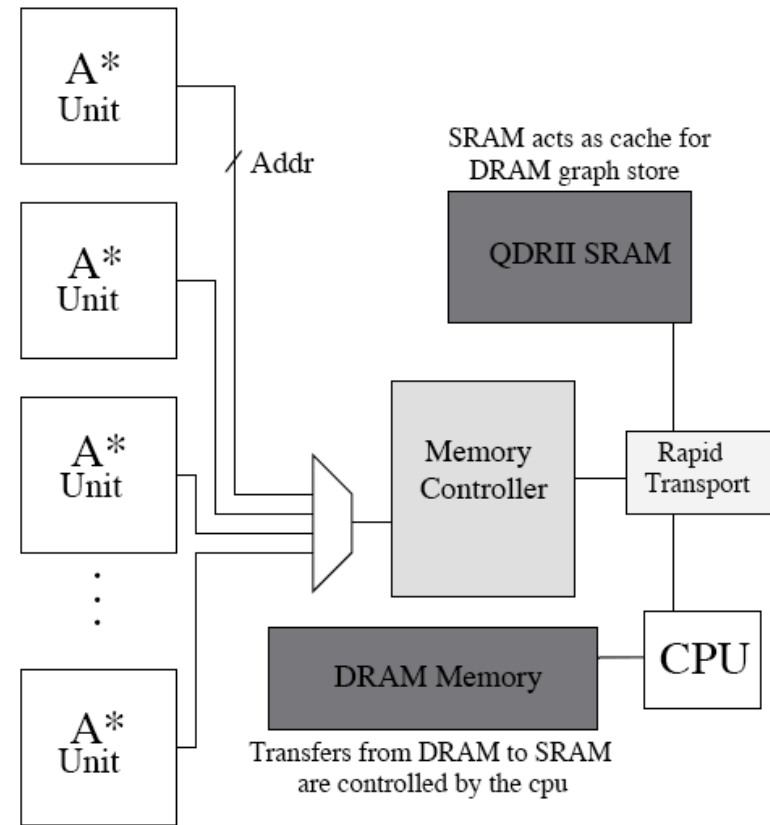 A*
Unit
Addr
SRAM acts as cache for
DRAM graph store
QDRII SRAM
A*
Unit
A*
Unit
Memory
Controller
Rapid
Transport
A*
Unit
DRAM Memory
CPU
Transfers from DRAM to SRAM
are controlled by the cpu